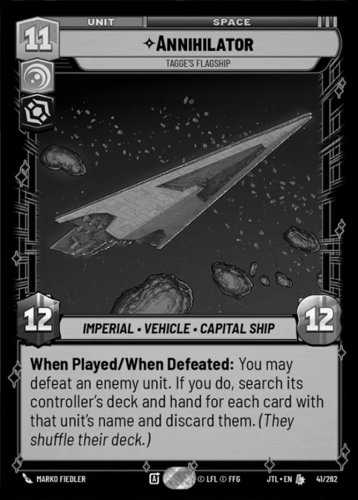 UNIT SPACE
11 ANNIHILATOR
TAGGE'S FLAGSHIP
12 IMPERIAL • VEHICLE • CAPITAL SHIP 12
When Played/When Defeated: You may
defeat an enemy unit. If you do, search its
controller's deck and hand for each card with
that unit's name and discard them. (They
shuffle their deck.)
MARKO FIEDLER A © LFL © FFG JTL • EN 41/262